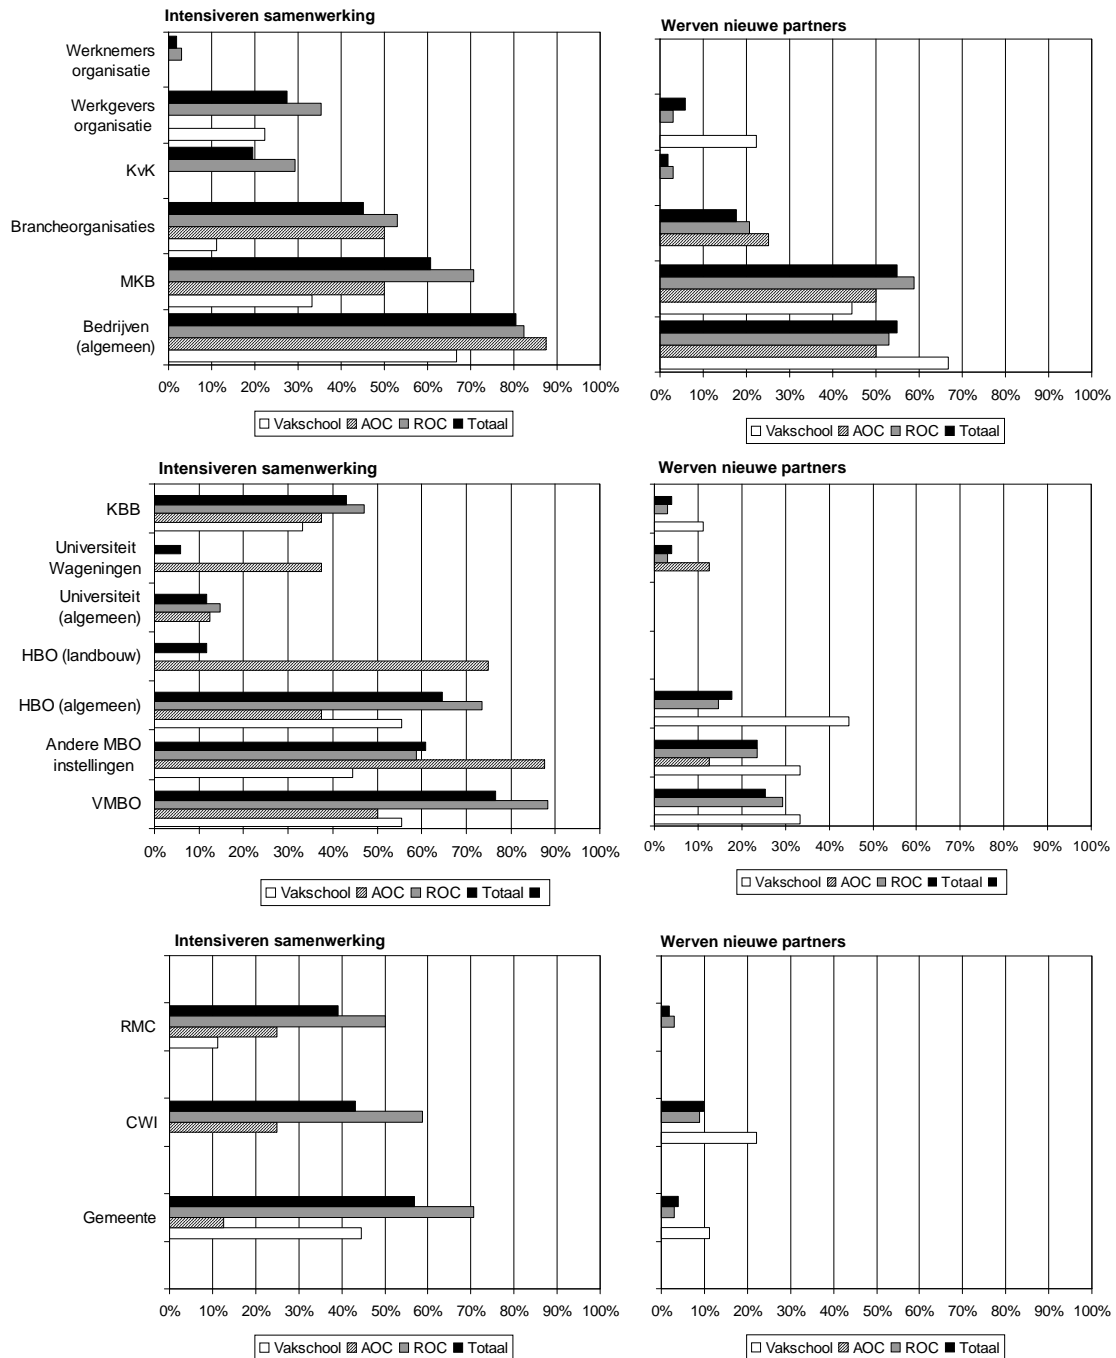 Intensiveren samenwerking
Werknemers
organisatie
Werkgevers
organisatie
KvK
Brancheorganisaties
MKB
Bedrijven
(algemeen)
0% 10% 20% 30% 40% 50% 60% 70% 80% 90% 100%
Vakschool AOC ROC Totaal
Werven nieuwe partners
0% 10% 20% 30% 40% 50% 60% 70% 80% 90% 100%
Vakschool AOC ROC Totaal
Intensiveren samenwerking
KBB
Universiteit
Wageningen
Universiteit
(algemeen)
HBO (landbouw)
HBO (algemeen)
Andere MBO
instellingen
VMBO
0% 10% 20% 30% 40% 50% 60% 70% 80% 90% 100%
Vakschool AOC ROC Totaal
Werven nieuwe partners
0% 10% 20% 30% 40% 50% 60% 70% 80% 90% 100%
Vakschool AOC ROC Totaal
Intensiveren samenwerking
RMC
CWI
Gemeente
0% 10% 20% 30% 40% 50% 60% 70% 80% 90% 100%
Vakschool AOC ROC Totaal
Werven nieuwe partners
0% 10% 20% 30% 40% 50% 60% 70% 80% 90% 100%
Vakschool AOC ROC Totaal